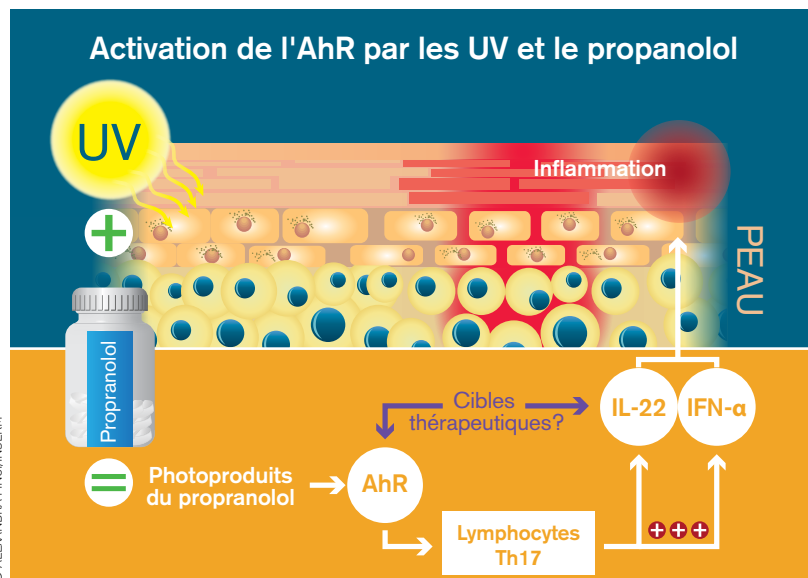 Activation de l'AhR par les UV et le propanolol
UV
Inflammation
PEAU
Propranolol
Cibles
thérapeutiques?
IL-22
IFN-α
Photoproduits
du propranolol
AhR
Lymphocytes
Th17